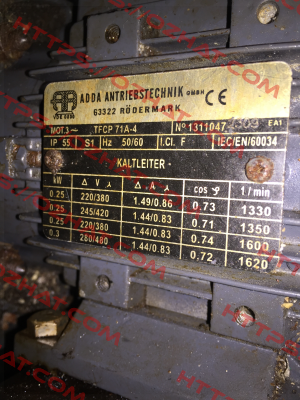 ADDA ANTRIEBSTECHNIK GMBH CE
63322 RÖDERMARK
MOT.3~ TFCP 71A-4 Nº 1311047 EA1
IP 55 S1 Hz 50/60 I.Cl. F IEC/EN/60034
KALTLEITER -
kW Δ V Y Δ A Y cos φ 1/min
0.25 220/380 1.49/0.86 0.73 1330
0.25 245/420 1.44/0.83 0.71 1350
0.25 220/380 1.44/0.83 0.74 1600
0.3 280/480 1.44/0.83 0.72 1620